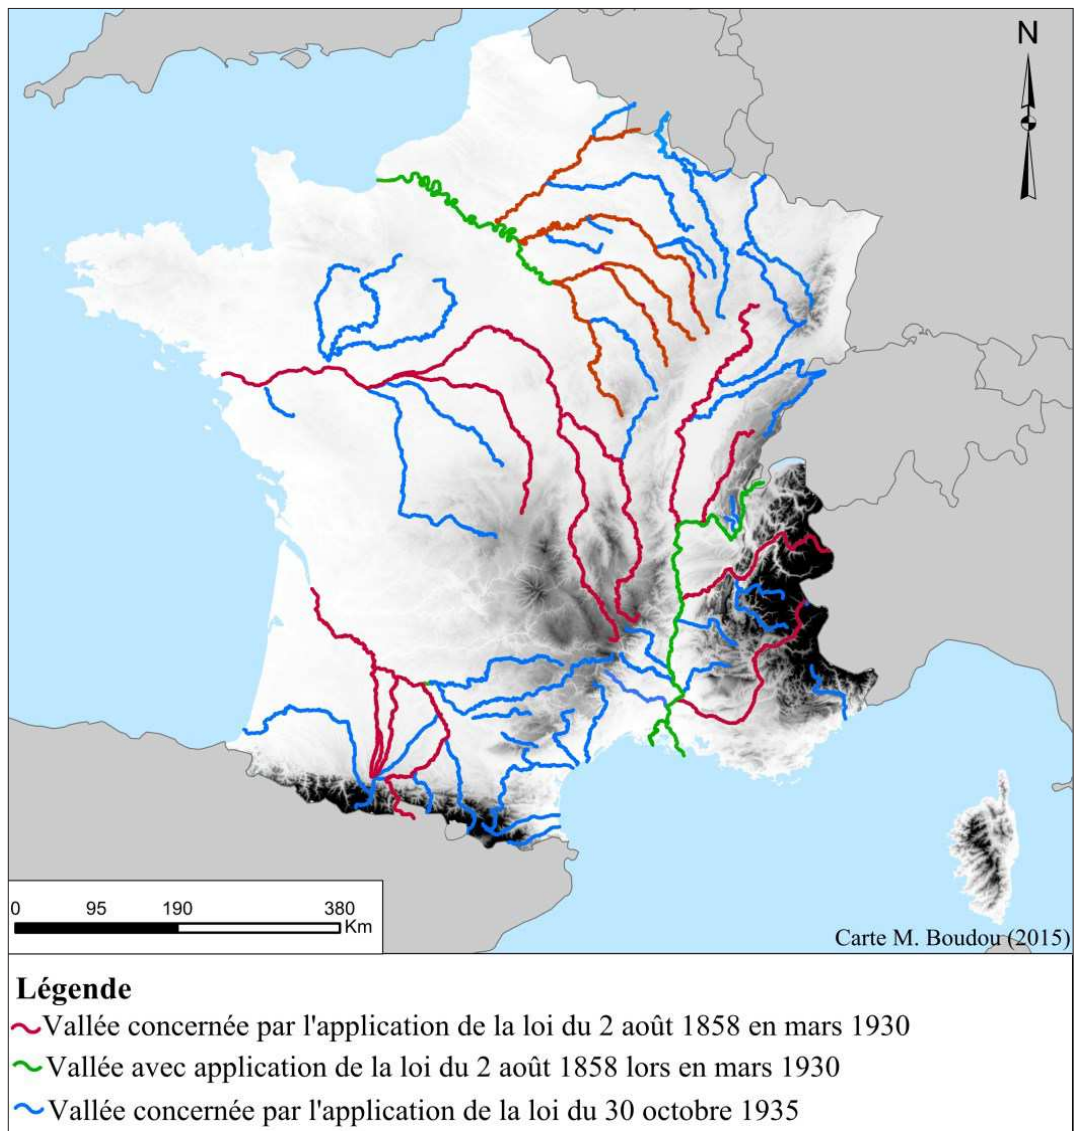 N
0 95 190 380
Km
Carte M. Boudou (2015)
Légende
Vallée concernée par l'application de la loi du 2 août 1858 en mars 1930
Vallée avec application de la loi du 2 août 1858 lors en mars 1930
Vallée concernée par l'application de la loi du 30 octobre 1935